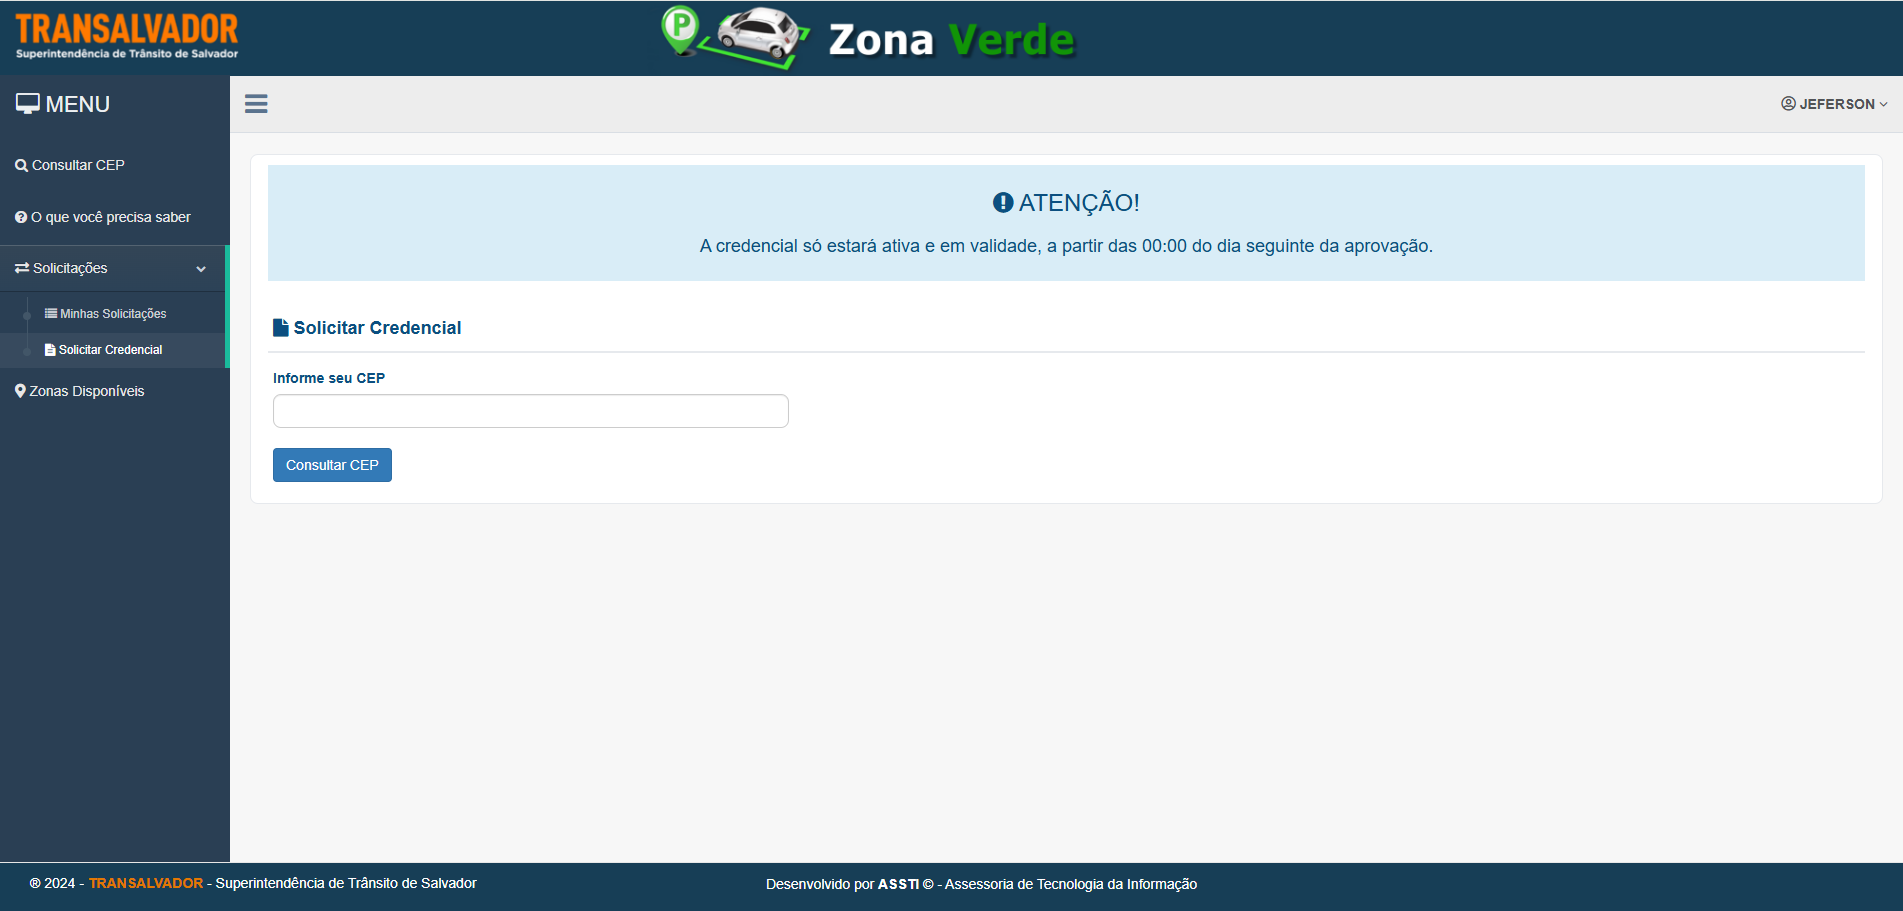 TRANSALVADOR
Superintendência de Trânsito de Salvador
P
Zona Verde
MENU
JEFERSON
Consultar CEP
O que você precisa saber
Solicitações
Minhas Solicitações
Solicitar Credencial
Zonas Disponíveis
ATENÇÃO!
A credencial só estará ativa e em validade, a partir das 00:00 do dia seguinte da aprovação.
Solicitar Credencial
Informe seu CEP
Consultar CEP
® 2024 - TRANSALVADOR - Superintendência de Trânsito de Salvador
Desenvolvido por ASSTI © - Assessoria de Tecnologia da Informação